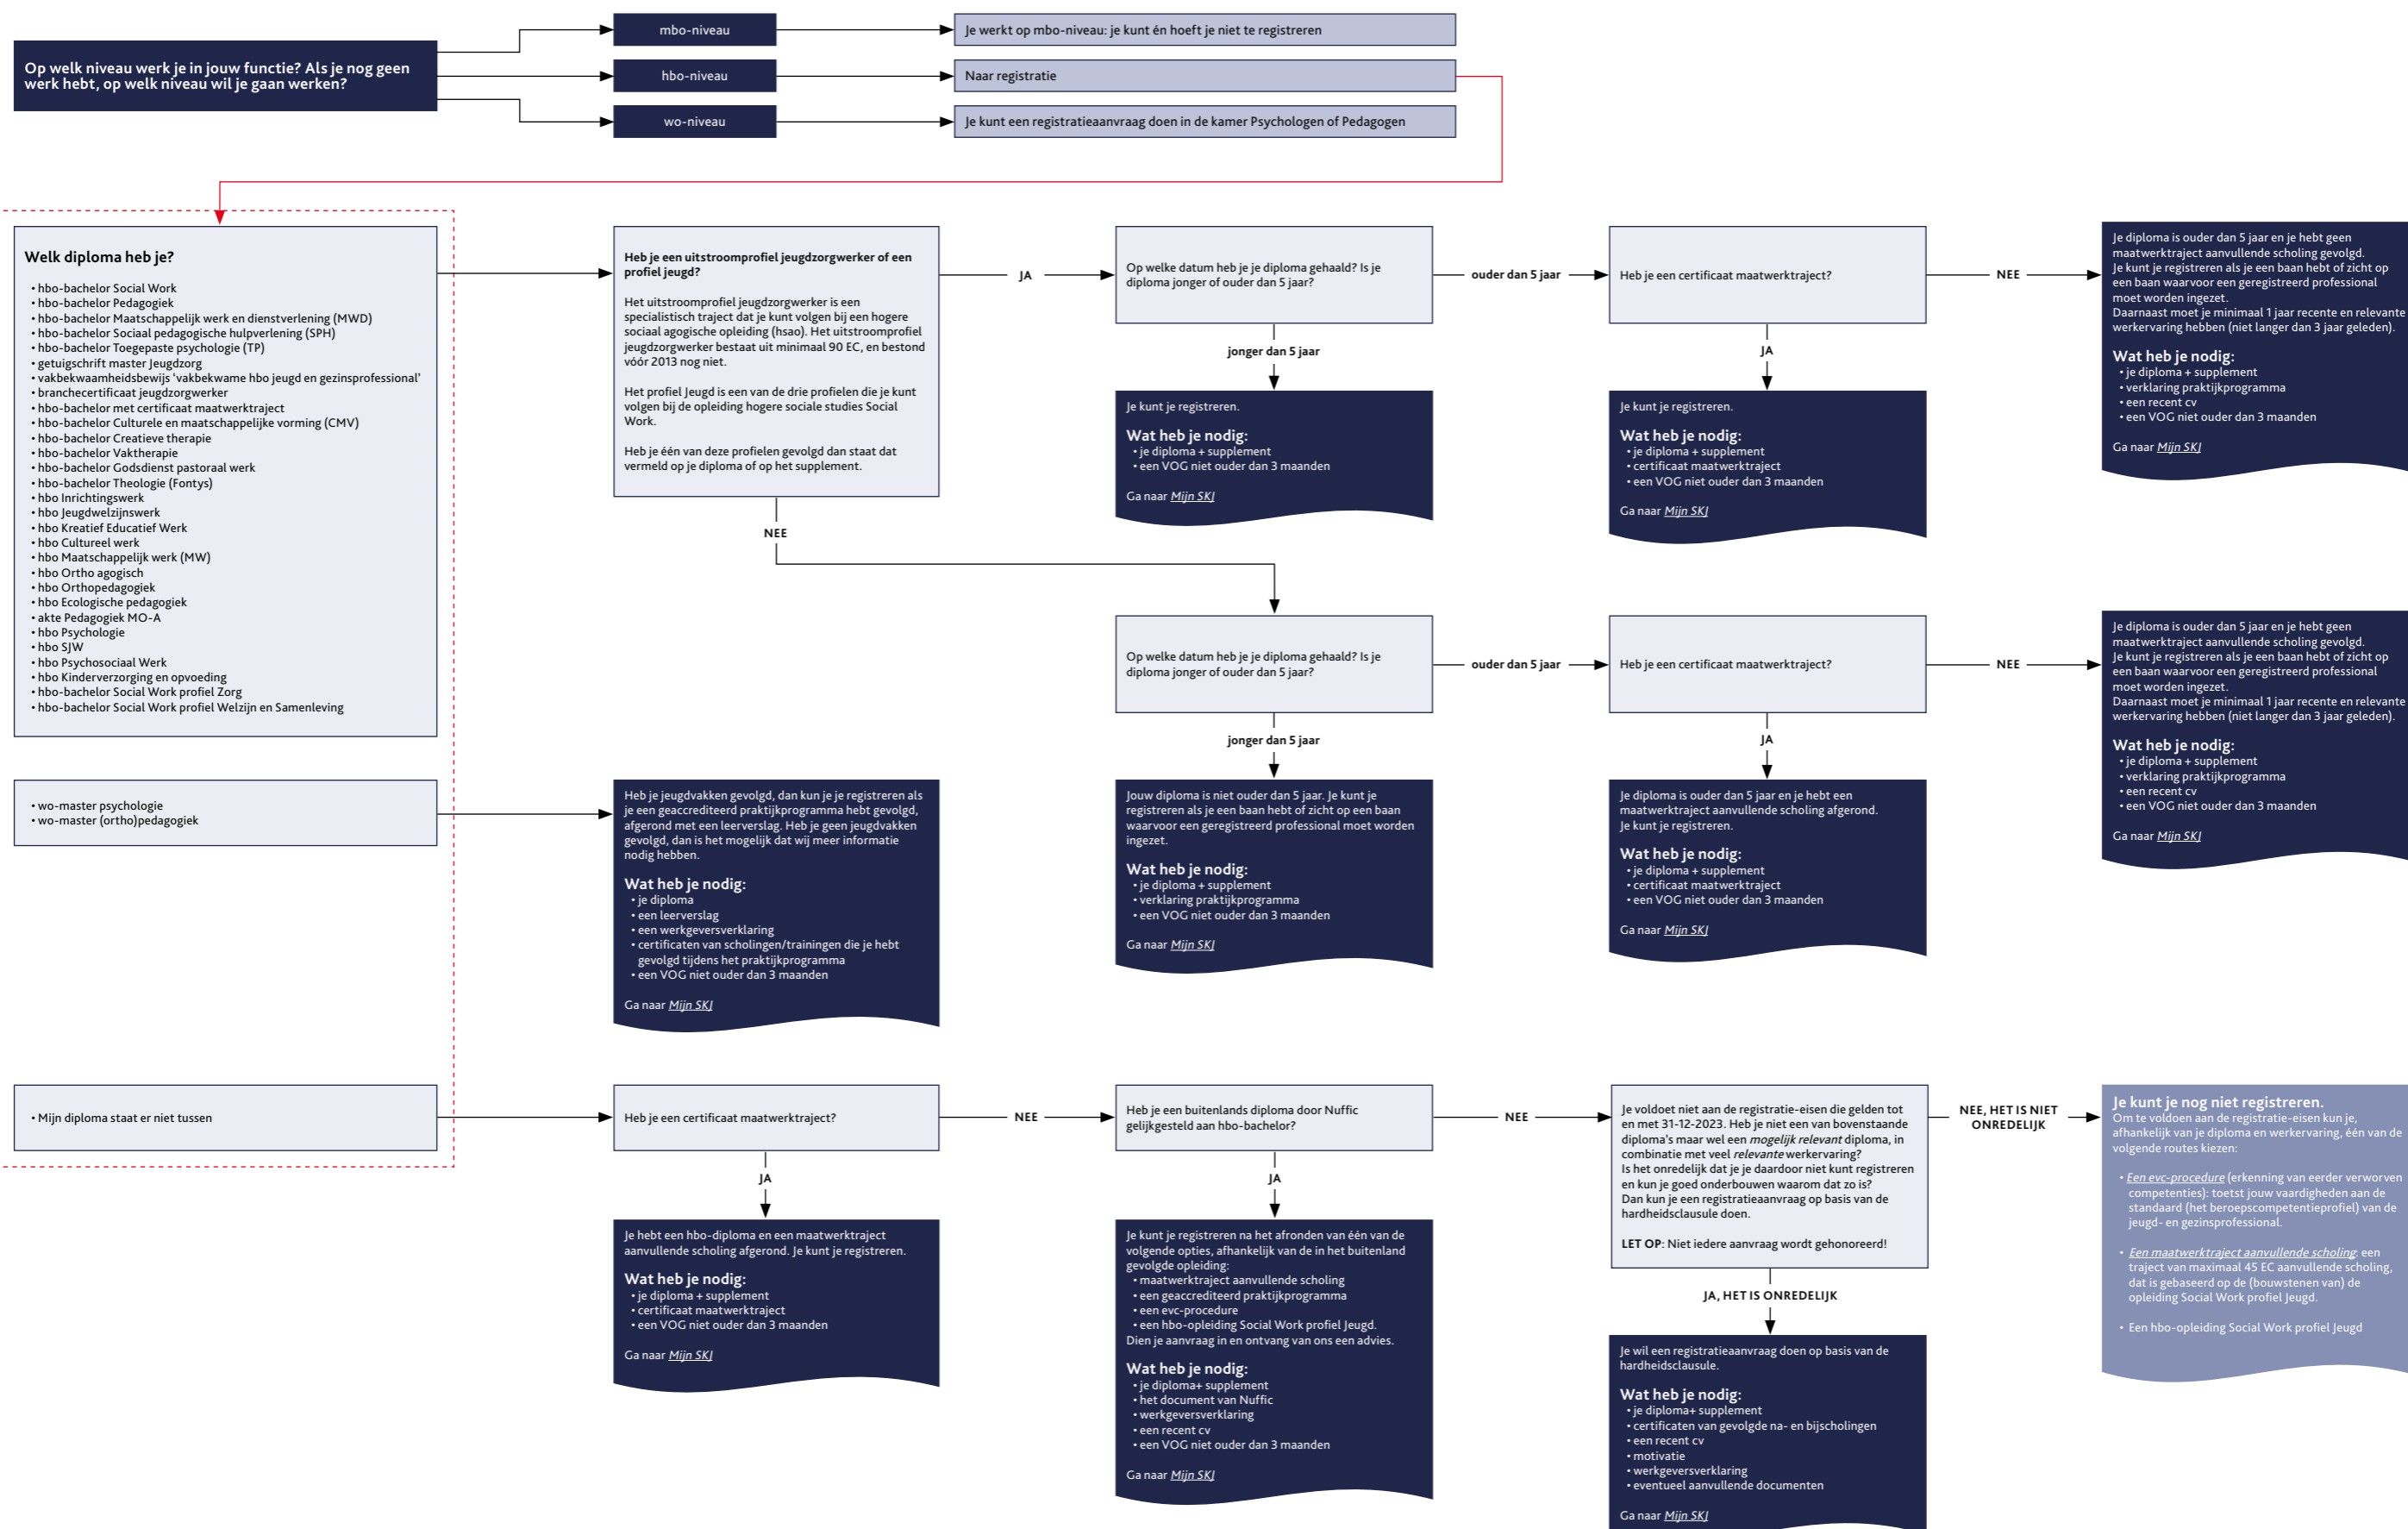 Op welk niveau werk je in jouw functie? Als je nog geen
werk hebt, op welk niveau wil je gaan werken?
mbo-niveau
Je werkt op mbo-niveau: je kunt én hoeft je niet te registreren
hbo-niveau
Naar registratie
wo-niveau
Je kunt een registratieaanvraag doen in de kamer Psychologen of Pedagogen
Welk diploma heb je?
• hbo-bachelor Social Work
• hbo-bachelor Pedagogiek
• hbo-bachelor Maatschappelijk werk en dienstverlening (MWD)
• hbo-bachelor Sociaal pedagogische hulpverlening (SPH)
• hbo-bachelor Toegepaste psychologie (TP)
• getuigschrift master Jeugdzorg
• vakbekwaamheidsbewijs 'vakbekwame hbo jeugd en gezinsprofessional'
• branchecertificaat jeugdzorgwerker
• hbo-bachelor met certificaat maatwerktraject
• hbo-bachelor Culturele en maatschappelijke vorming (CMV)
• hbo-bachelor Creatieve therapie
• hbo-bachelor Vaktherapie
• hbo-bachelor Godsdienst pastoraal werk
• hbo-bachelor Theologie (Fontys)
• hbo Inrichtingswerk
• hbo Jeugdwelzijnswerk
• hbo Kreatief Educatief Werk
• hbo Cultureel werk
• hbo Maatschappelijk werk (MW)
• hbo Ortho agogisch
• hbo Orthopedagogiek
• hbo Ecologische pedagogiek
• akte Pedagogiek MO-A
• hbo Psychologie
• hbo SJW
• hbo Psychosociaal Werk
• hbo Kinderverzorging en opvoeding
• hbo-bachelor Social Work profiel Zorg
• hbo-bachelor Social Work profiel Welzijn en Samenleving
Heb je een uitstroomprofiel jeugdzorgwerker of een
profiel jeugd?
Het uitstroomprofiel jeugdzorgwerker is een
specialistisch traject dat je kunt volgen bij een hogere
sociaal agogische opleiding (hsao). Het uitstroomprofiel
jeugdzorgwerker bestaat uit minimaal 90 EC, en bestond
vóór 2013 nog niet.
Het profiel Jeugd is een van de drie profielen die je kunt
volgen bij de opleiding hogere sociale studies Social
Work.
Heb je één van deze profielen gevolgd dan staat dat
vermeld op je diploma of op het supplement.
JA
Op welke datum heb je je diploma gehaald? Is je
diploma jonger of ouder dan 5 jaar?
ouder dan 5 jaar
Heb je een certificaat maatwerktraject?
NEE
Je diploma is ouder dan 5 jaar en je hebt geen
maatwerktraject aanvullende scholing gevolgd.
Je kunt je registreren als je een baan hebt of zicht op
een baan waarvoor een geregistreerd professional
moet worden ingezet.
Daarnaast moet je minimaal 1 jaar recente en relevante
werkervaring hebben (niet langer dan 3 jaar geleden).
Wat heb je nodig:
• je diploma + supplement
• verklaring praktijkprogramma
• een recent cv
• een VOG niet ouder dan 3 maanden
Ga naar Mijn SKJ
jonger dan 5 jaar
Je kunt je registreren.
Wat heb je nodig:
• je diploma + supplement
• een VOG niet ouder dan 3 maanden
Ga naar Mijn SKJ
JA
Je kunt je registreren.
Wat heb je nodig:
• je diploma + supplement
• certificaat maatwerktraject
• een VOG niet ouder dan 3 maanden
Ga naar Mijn SKJ
NEE
Op welke datum heb je je diploma gehaald? Is je
diploma jonger of ouder dan 5 jaar?
ouder dan 5 jaar
Heb je een certificaat maatwerktraject?
NEE
Je diploma is ouder dan 5 jaar en je hebt geen
maatwerktraject aanvullende scholing gevolgd.
Je kunt je registreren als je een baan hebt of zicht op
een baan waarvoor een geregistreerd professional
moet worden ingezet.
Daarnaast moet je minimaal 1 jaar recente en relevante
werkervaring hebben (niet langer dan 3 jaar geleden).
Wat heb je nodig:
• je diploma + supplement
• verklaring praktijkprogramma
• een recent cv
• een VOG niet ouder dan 3 maanden
Ga naar Mijn SKJ
jonger dan 5 jaar
Jouw diploma is niet ouder dan 5 jaar. Je kunt je
registreren als je een baan hebt of zicht op een baan
waarvoor een geregistreerd professional moet worden
ingezet.
Wat heb je nodig:
• je diploma + supplement
• verklaring praktijkprogramma
• een VOG niet ouder dan 3 maanden
Ga naar Mijn SKJ
JA
Je diploma is ouder dan 5 jaar en je hebt een
maatwerktraject aanvullende scholing afgerond.
Je kunt je registreren.
Wat heb je nodig:
• je diploma + supplement
• certificaat maatwerktraject
• een VOG niet ouder dan 3 maanden
Ga naar Mijn SKJ
• wo-master psychologie
• wo-master (ortho)pedagogiek
Heb je jeugdvakken gevolgd, dan kun je je registreren als
je een geaccrediteerd praktijkprogramma hebt gevolgd,
afgerond met een leerverslag. Heb je geen jeugdvakken
gevolgd, dan is het mogelijk dat wij meer informatie
nodig hebben.
Wat heb je nodig:
• je diploma
• een leerverslag
• een werkgeversverklaring
• certificaten van scholingen/trainingen die je hebt
gevolgd tijdens het praktijkprogramma
• een VOG niet ouder dan 3 maanden
Ga naar Mijn SKJ
• Mijn diploma staat er niet tussen
Heb je een certificaat maatwerktraject?
NEE
Heb je een buitenlands diploma door Nuffic
gelijkgesteld aan hbo-bachelor?
NEE
Je voldoet niet aan de registratie-eisen die gelden tot
en met 31-12-2023. Heb je niet een van bovenstaande
diploma's maar wel een mogelijk relevant diploma, in
combinatie met veel relevante werkervaring?
Is het onredelijk dat je je daardoor niet kunt registreren
en kun je goed onderbouwen waarom dat zo is?
Dan kun je een registratieaanvraag op basis van de
hardheidsclausule doen.
LET OP: Niet iedere aanvraag wordt gehonoreerd!
NEE, HET IS NIET
ONREDELIJK
Je kunt je nog niet registreren.
Om te voldoen aan de registratie-eisen kun je,
afhankelijk van je diploma en werkervaring, één van de
volgende routes kiezen:
• Een evc-procedure (erkenning van eerder verworven
competenties): toetst jouw vaardigheden aan de
standaard (het beroepscompetentieprofiel) van de
jeugd- en gezinsprofessional.
• Een maatwerktraject aanvullende scholing: een
traject van maximaal 45 EC aanvullende scholing,
dat is gebaseerd op de (bouwstenen van) de
opleiding Social Work profiel Jeugd.
• Een hbo-opleiding Social Work profiel Jeugd
JA
Je hebt een hbo-diploma en een maatwerktraject
aanvullende scholing afgerond. Je kunt je registreren.
Wat heb je nodig:
• je diploma + supplement
• certificaat maatwerktraject
• een VOG niet ouder dan 3 maanden
Ga naar Mijn SKJ
JA
Je kunt je registreren na het afronden van één van de
volgende opties, afhankelijk van de in het buitenland
gevolgde opleiding:
• maatwerktraject aanvullende scholing
• een geaccrediteerd praktijkprogramma
• een evc-procedure
• een hbo-opleiding Social Work profiel Jeugd.
Dien je aanvraag in en ontvang van ons een advies.
Wat heb je nodig:
• je diploma+ supplement
• het document van Nuffic
• werkgeversverklaring
• een recent cv
• een VOG niet ouder dan 3 maanden
Ga naar Mijn SKJ
JA, HET IS ONREDELIJK
Je wil een registratieaanvraag doen op basis van de
hardheidsclausule.
Wat heb je nodig:
• je diploma+ supplement
• certificaten van gevolgde na- en bijscholingen
• een recent cv
• motivatie
• werkgeversverklaring
• eventueel aanvullende documenten
Ga naar Mijn SKJ